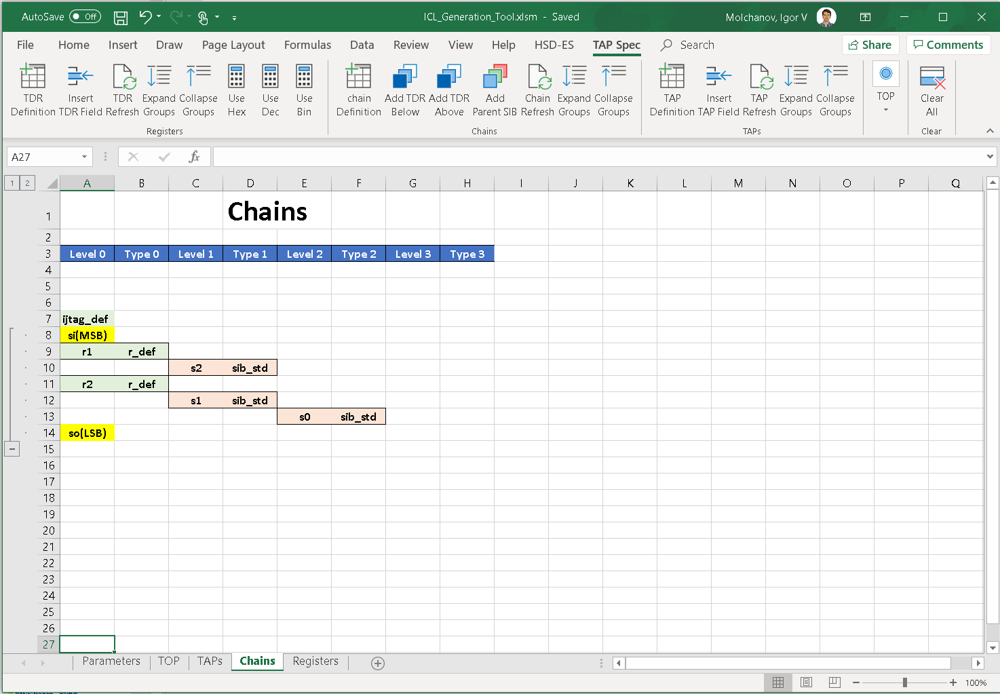 AutoSave Off ICL_Generation_Tool.xlsm - Saved Molchanov, Igor V
File Home Insert Draw Page Layout Formulas Data Review View Help HSD-ES TAP Spec Search Share Comments
TDR Insert TDR Expand Collapse Use Use Use chain Add TDR Add TDR Add Chain Expand Collapse TAP Insert TAP Expand Collapse TOP Clear
Definition TDR Field Refresh Groups Groups Hex Dec Bin Definition Below Above Parent SIB Refresh Groups Groups Definition TAP Field Refresh Groups Groups All
Registers Chains TAPs Clear
A27 fx
1 2 A B C D E F G H I J K L M N O P Q
1 Chains
2
3 Level 0 Type 0 Level 1 Type 1 Level 2 Type 2 Level 3 Type 3
4
5
6
7 ijtag_def
8 si(MSB)
9 r1 r_def
10 s2 sib_std
11 r2 r_def
12 s1 sib_std
13 s0 sib_std
14 so(LSB)
15
16
17
18
19
20
21
22
23
24
25
26
27
Parameters TOP TAPs Chains Registers
100%